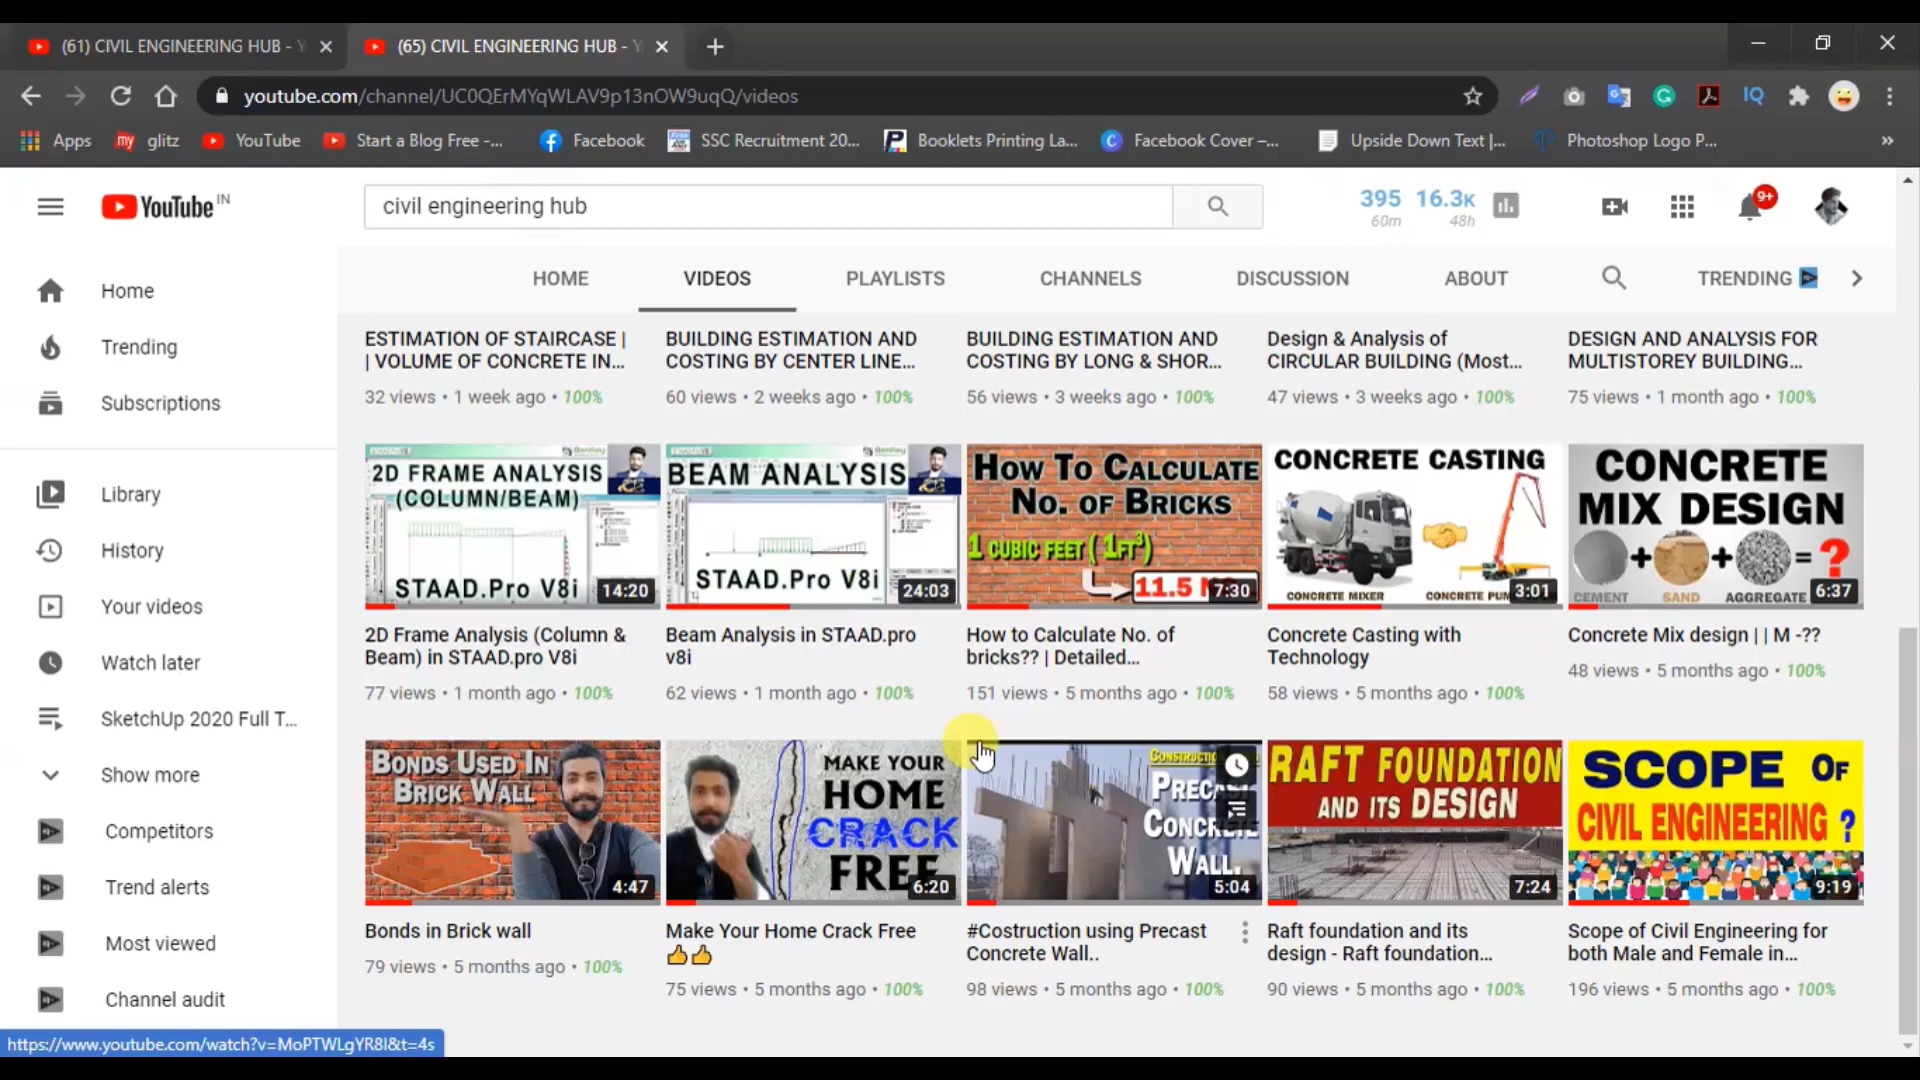 (61) CIVIL ENGINEERING HUB - Y
(65) CIVIL ENGINEERING HUB - Y
youtube.com/channel/UC0QErMYqWLAV9p13nOW9uqQ/videos
Apps
my glitz
YouTube
Start a Blog Free -...
Facebook
SSC Recruitment 20...
Booklets Printing La...
Facebook Cover –...
Upside Down Text |...
Photoshop Logo P...
YouTube IN
civil engineering hub
395 60m
16.3K 48h
9+
Home
Trending
Subscriptions
Library
History
Your videos
Watch later
SketchUp 2020 Full T...
Show more
Competitors
Trend alerts
Most viewed
Channel audit
HOME
VIDEOS
PLAYLISTS
CHANNELS
DISCUSSION
ABOUT
TRENDING
ESTIMATION OF STAIRCASE |
| VOLUME OF CONCRETE IN...
32 views • 1 week ago • 100%
BUILDING ESTIMATION AND
COSTING BY CENTER LINE...
60 views • 2 weeks ago • 100%
BUILDING ESTIMATION AND
COSTING BY LONG & SHOR...
56 views • 3 weeks ago • 100%
Design & Analysis of
CIRCULAR BUILDING (Most...
47 views • 3 weeks ago • 100%
DESIGN AND ANALYSIS FOR
MULTISTOREY BUILDING...
75 views • 1 month ago • 100%
2D FRAME ANALYSIS
(COLUMN/BEAM)
STAAD.Pro V8i
14:20
2D Frame Analysis (Column &
Beam) in STAAD.pro V8i
77 views • 1 month ago • 100%
BEAM ANALYSIS
STAAD.Pro V8i
24:03
Beam Analysis in STAAD.pro
v8i
62 views • 1 month ago • 100%
How To Calculate
No. of Bricks
1 cubic feet ( 1ft³)
11.5
7:30
How to Calculate No. of
bricks?? | Detailed...
151 views • 5 months ago • 100%
CONCRETE CASTING
CONCRETE MIXER
CONCRETE PUM
3:01
Concrete Casting with
Technology
58 views • 5 months ago • 100%
CONCRETE
MIX DESIGN
+ + = ?
CEMENT SAND AGGREGATE
6:37
Concrete Mix design | | M -??
48 views • 5 months ago • 100%
Bonds Used In
Brick Wall
4:47
Bonds in Brick wall
79 views • 5 months ago • 100%
MAKE YOUR
HOME
CRACK
FREE
6:20
Make Your Home Crack Free
👍👍
75 views • 5 months ago • 100%
Constructio
Precas
Concrete
Wall.
5:04
#Costruction using Precast
Concrete Wall..
98 views • 5 months ago • 100%
RAFT FOUNDATION
AND ITS DESIGN
7:24
Raft foundation and its
design - Raft foundation...
90 views • 5 months ago • 100%
SCOPE OF
CIVIL ENGINEERING ?
9:19
Scope of Civil Engineering for
both Male and Female in...
196 views • 5 months ago • 100%
https://www.youtube.com/watch?v=MoPTWLgYR8I&t=4s